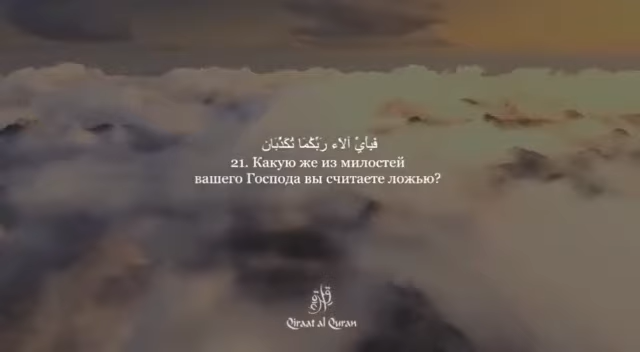 فَبِأَيِّ آلَاء رَبِّكُمَا تُكَذِّبَانِ
21. Какую же из милостей
вашего Господа вы считаете ложью?
Qiraat al Quran